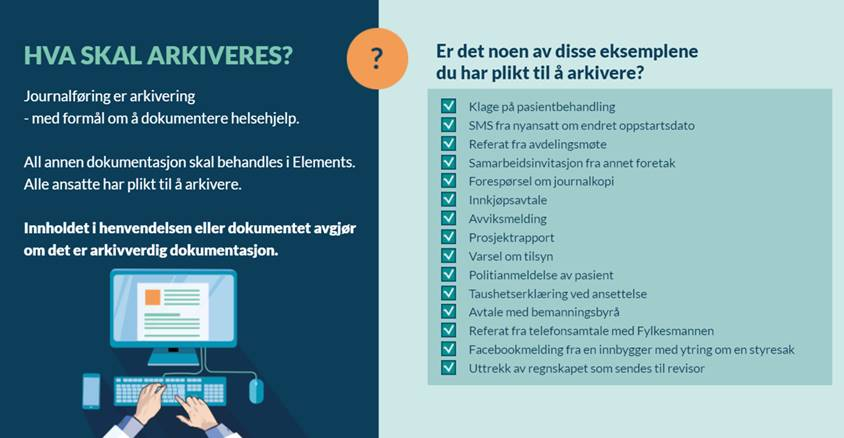 HVA SKAL ARKIVERES?
Journalføring er arkivering
- med formål om å dokumentere helsehjelp.
All annen dokumentasjon skal behandles i Elements.
Alle ansatte har plikt til å arkivere.
Innholdet i henvendelsen eller dokumentet avgjør
om det er arkivverdig dokumentasjon.
?
Er det noen av disse eksemplene
du har plikt til å arkivere?
Klage på pasientbehandling
SMS fra nyansatt om endret oppstartsdato
Referat fra avdelingsmøte
Samarbeidsinvitasjon fra annet foretak
Forespørsel om journalkopi
Innkjøpsavtale
Avviksmelding
Prosjektrapport
Varsel om tilsyn
Politianmeldelse av pasient
Taushetserklæring ved ansettelse
Avtale med bemanningsbyrå
Referat fra telefonsamtale med Fylkesmannen
Facebookmelding fra en innbygger med ytring om en styresak
Uttrekk av regnskapet som sendes til revisor